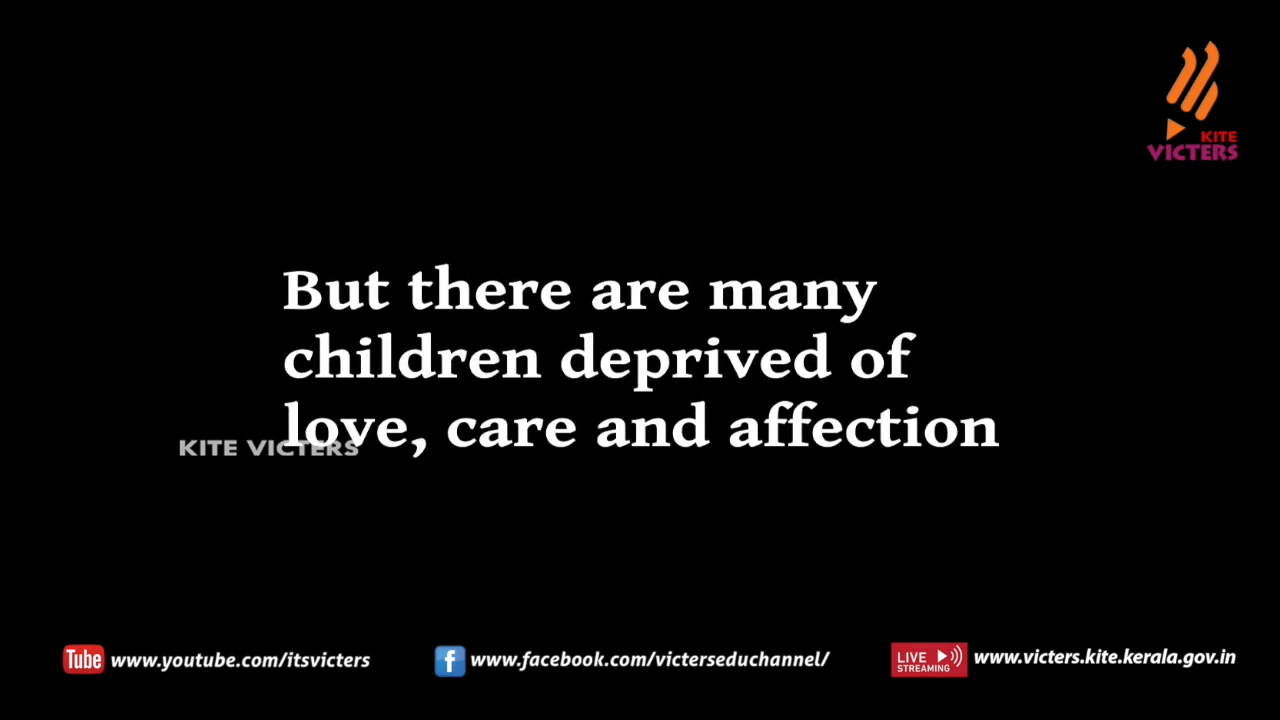 KITE
VICTERS
But there are many
children deprived of
love, care and affection
KITE VICTERS
Tube www.youtube.com/itsvicters
f www.facebook.com/victerseduchannel/
LIVE
STREAMING
www.victers.kite.kerala.gov.in